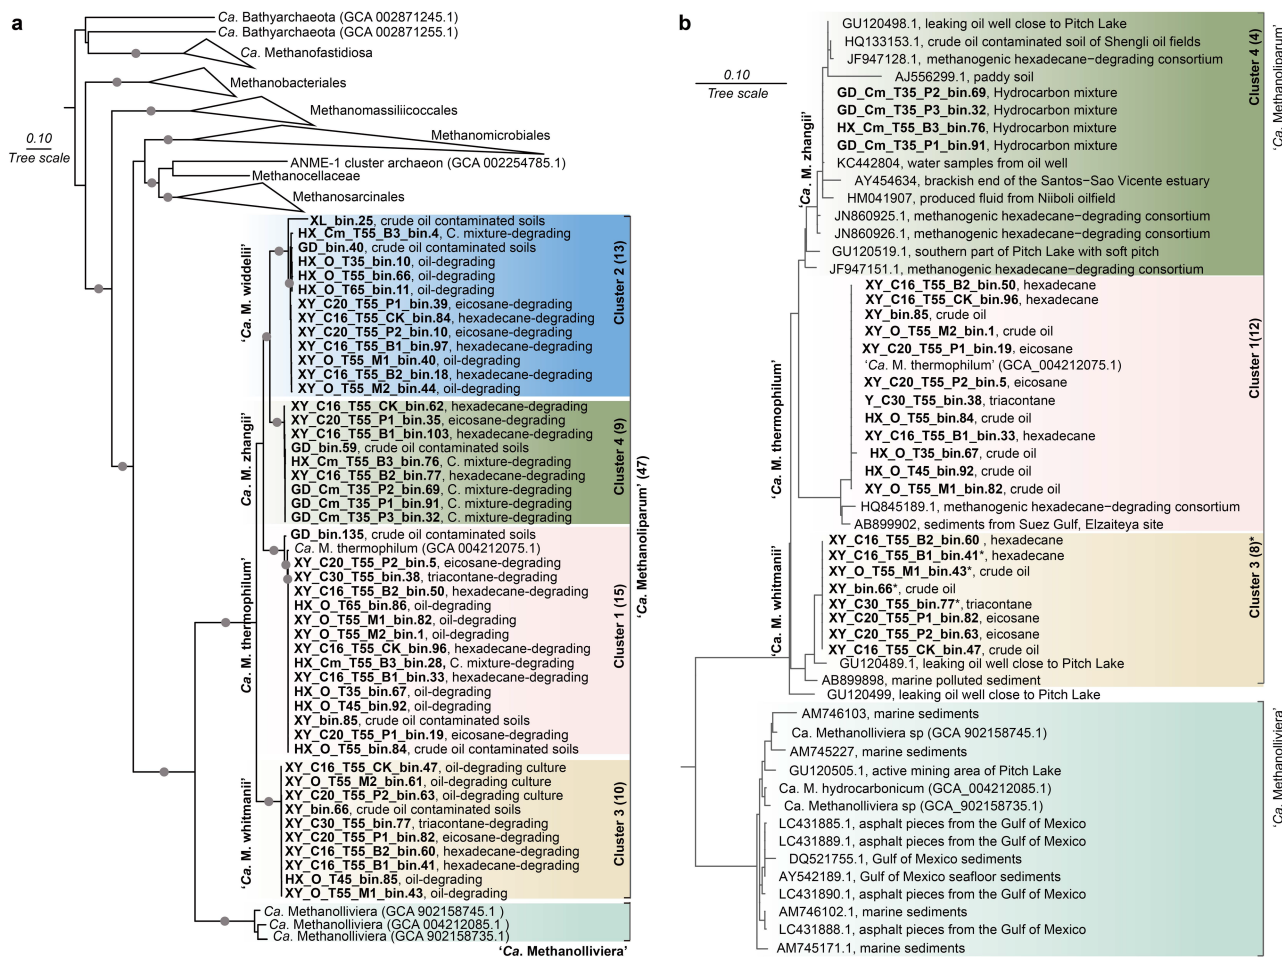 a
Ca. Bathyarchaeota (GCA 002871245.1)
Ca. Bathyarchaeota (GCA 002871255.1)
Ca. Methanofastidiosa
Methanobacteriales
Methanomassiliicoccales
Methanomicrobiales
0.10
Tree scale
ANME-1 cluster archaeon (GCA 002254785.1)
Methanocellaceae
Methanosarcinales
XL_bin.25, crude oil contaminated soils
HX_Cm_T55_B3_bin.4, C. mixture-degrading
GD_bin.40, crude oil contaminated soils
HX_O_T35_bin.10, oil-degrading
HX_O_T55_bin.66, oil-degrading
HX_O_T65_bin.11, oil-degrading
XY_C20_T55_P1_bin.39, eicosane-degrading
XY_C16_T55_CK_bin.84, hexadecane-degrading
XY_C20_T55_P2_bin.10, eicosane-degrading
XY_C16_T55_B1_bin.97, hexadecane-degrading
XY_O_T55_M1_bin.40, oil-degrading
XY_C16_T55_B2_bin.18, hexadecane-degrading
XY_O_T55_M2_bin.44, oil-degrading
'Ca. M. widdelii'
Cluster 2 (13)
XY_C16_T55_CK_bin.62, hexadecane-degrading
XY_C20_T55_P1_bin.35, eicosane-degrading
XY_C16_T55_B1_bin.103, hexadecane-degrading
GD_bin.59, crude oil contaminated soils
HX_Cm_T55_B3_bin.76, C. mixture-degrading
XY_C16_T55_B2_bin.77, hexadecane-degrading
GD_Cm_T35_P2_bin.69, C. mixture-degrading
GD_Cm_T35_P1_bin.91, C. mixture-degrading
GD_Cm_T35_P3_bin.32, C. mixture-degrading
Ca. M. zhangii'
Cluster 4 (9)
GD_bin.135, crude oil contaminated soils
Ca. M. thermophilum (GCA 004212075.1)
XY_C20_T55_P2_bin.5, eicosane-degrading
XY_C30_T55_bin.38, triacontane-degrading
XY_C16_T55_B2_bin.50, hexadecane-degrading
HX_O_T65_bin.86, oil-degrading
XY_O_T55_M1_bin.82, oil-degrading
XY_O_T55_M2_bin.1, oil-degrading
XY_C16_T55_CK_bin.96, hexadecane-degrading
HX_Cm_T55_B3_bin.28, C. mixture-degrading
XY_C16_T55_B1_bin.33, hexadecane-degrading
HX_O_T35_bin.67, oil-degrading
HX_O_T45_bin.92, oil-degrading
XY_bin.85, crude oil contaminated soils
XY_C20_T55_P1_bin.19, eicosane-degrading
HX_O_T55_bin.84, crude oil contaminated soils
Ca. M. thermophilum'
Cluster 1 (15)
'Ca. Methanoliparum' (47)
XY_C16_T55_CK_bin.47, oil-degrading culture
XY_O_T55_M2_bin.61, oil-degrading culture
XY_C20_T55_P2_bin.63, oil-degrading culture
XY_bin.66, crude oil contaminated soils
XY_C30_T55_bin.77, triacontane-degrading
XY_C20_T55_P1_bin.82, eicosane-degrading
XY_C16_T55_B2_bin.60, hexadecane-degrading
XY_C16_T55_B1_bin.41, hexadecane-degrading
HX_O_T45_bin.85, oil-degrading
XY_O_T55_M1_bin.43, oil-degrading
'Ca. M. whitmanii'
Cluster 3 (10)
Ca. Methanolliviera (GCA 902158745.1 )
Ca. Methanolliviera (GCA 004212085.1 )
Ca. Methanolliviera (GCA 902158735.1)
'Ca. Methanolliviera'
b
0.10
Tree scale
GU120498.1, leaking oil well close to Pitch Lake
HQ133153.1, crude oil contaminated soil of Shengli oil fields
JF947128.1, methanogenic hexadecane−degrading consortium
AJ556299.1, paddy soil
GD_Cm_T35_P2_bin.69, Hydrocarbon mixture
GD_Cm_T35_P3_bin.32, Hydrocarbon mixture
HX_Cm_T55_B3_bin.76, Hydrocarbon mixture
GD_Cm_T35_P1_bin.91, Hydrocarbon mixture
KC442804, water samples from oil well
AY454634, brackish end of the Santos−Sao Vicente estuary
HM041907, produced fluid from Niiboli oilfield
JN860925.1, methanogenic hexadecane−degrading consortium
JN860926.1, methanogenic hexadecane−degrading consortium
GU120519.1, southern part of Pitch Lake with soft pitch
JF947151.1, methanogenic hexadecane−degrading consortium
'Ca. M. zhangii'
Cluster 4 (4)
'Ca. Methanoliparum'
XY_C16_T55_B2_bin.50, hexadecane
XY_C16_T55_CK_bin.96, hexadecane
XY_bin.85, crude oil
XY_O_T55_M2_bin.1, crude oil
XY_C20_T55_P1_bin.19, eicosane
'Ca. M. thermophilum' (GCA_004212075.1)
XY_C20_T55_P2_bin.5, eicosane
Y_C30_T55_bin.38, triacontane
HX_O_T55_bin.84, crude oil
XY_C16_T55_B1_bin.33, hexadecane
HX_O_T35_bin.67, crude oil
HX_O_T45_bin.92, crude oil
XY_O_T55_M1_bin.82, crude oil
HQ845189.1, methanogenic hexadecane−degrading consortium
AB899902, sediments from Suez Gulf, Elzaiteya site
'Ca. M. thermophilum'
Cluster 1(12)
XY_C16_T55_B2_bin.60 , hexadecane
XY_C16_T55_B1_bin.41*, hexadecane
XY_O_T55_M1_bin.43*, crude oil
XY_bin.66*, crude oil
XY_C30_T55_bin.77*, triacontane
XY_C20_T55_P1_bin.82, eicosane
XY_C20_T55_P2_bin.63, eicosane
XY_C16_T55_CK_bin.47, crude oil
GU120489.1, leaking oil well close to Pitch Lake
AB899898, marine polluted sediment
GU120499, leaking oil well close to Pitch Lake
'Ca. M. whitmanii'
Cluster 3 (8)*
AM746103, marine sediments
Ca. Methanolliviera sp (GCA 902158745.1)
AM745227, marine sediments
GU120505.1, active mining area of Pitch Lake
Ca. M. hydrocarbonicum (GCA_004212085.1)
Ca. Methanolliviera sp (GCA_902158735.1)
LC431885.1, asphalt pieces from the Gulf of Mexico
LC431889.1, asphalt pieces from the Gulf of Mexico
DQ521755.1, Gulf of Mexico sediments
AY542189.1, Gulf of Mexico seafloor sediments
LC431890.1, asphalt pieces from the Gulf of Mexico
AM746102.1, marine sediments
LC431888.1, asphalt pieces from the Gulf of Mexico
AM745171.1, marine sediments
'Ca. Methanolliviera'